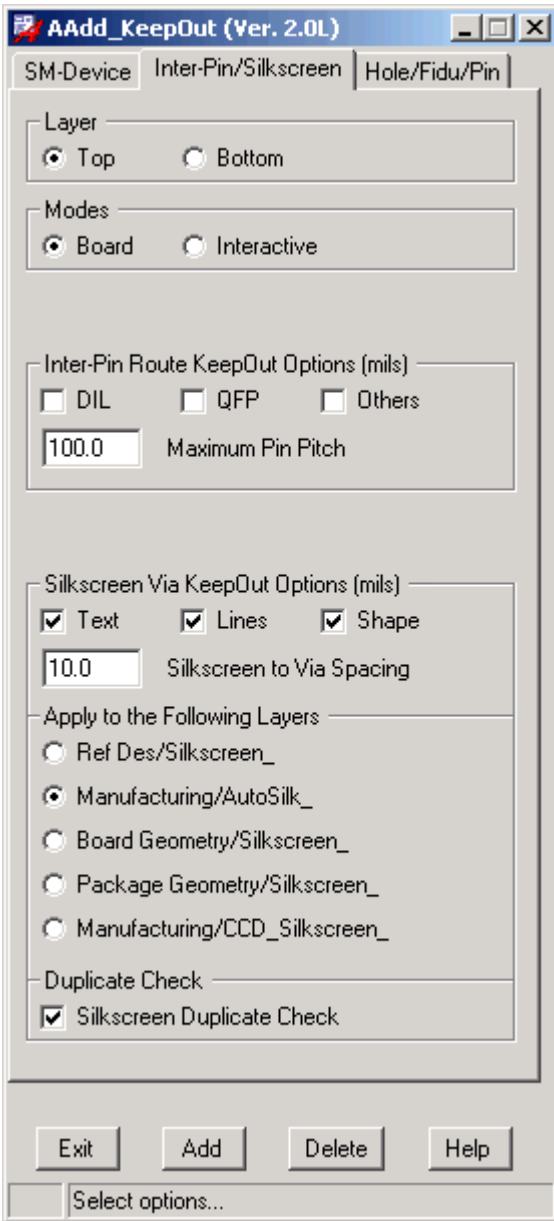 AAdd_KeepOut (Ver. 2.0L)
SM-Device Inter-Pin/Silkscreen Hole/Fidu/Pin
Layer
Top Bottom
Modes
Board Interactive
Inter-Pin Route KeepOut Options (mils)
DIL QFP Others
100.0 Maximum Pin Pitch
Silkscreen Via KeepOut Options (mils)
Text Lines Shape
10.0 Silkscreen to Via Spacing
Apply to the Following Layers
Ref Des/Silkscreen_
Manufacturing/AutoSilk_
Board Geometry/Silkscreen_
Package Geometry/Silkscreen_
Manufacturing/CCD_Silkscreen_
Duplicate Check
Silkscreen Duplicate Check
Exit Add Delete Help
Select options...